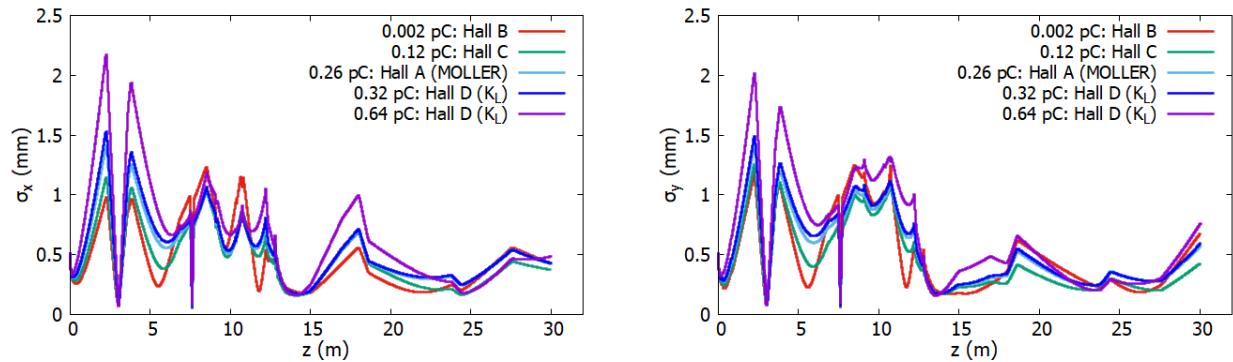 2.5
2
1.5
1
0.5
0
σx (mm)
0 5 10 15 20 25 30
z (m)
0.002 pC: Hall B
0.12 pC: Hall C
0.26 pC: Hall A (MOLLER)
0.32 pC: Hall D (KL)
0.64 pC: Hall D (KL)
2.5
2
1.5
1
0.5
0
σy (mm)
0 5 10 15 20 25 30
z (m)
0.002 pC: Hall B
0.12 pC: Hall C
0.26 pC: Hall A (MOLLER)
0.32 pC: Hall D (KL)
0.64 pC: Hall D (KL)